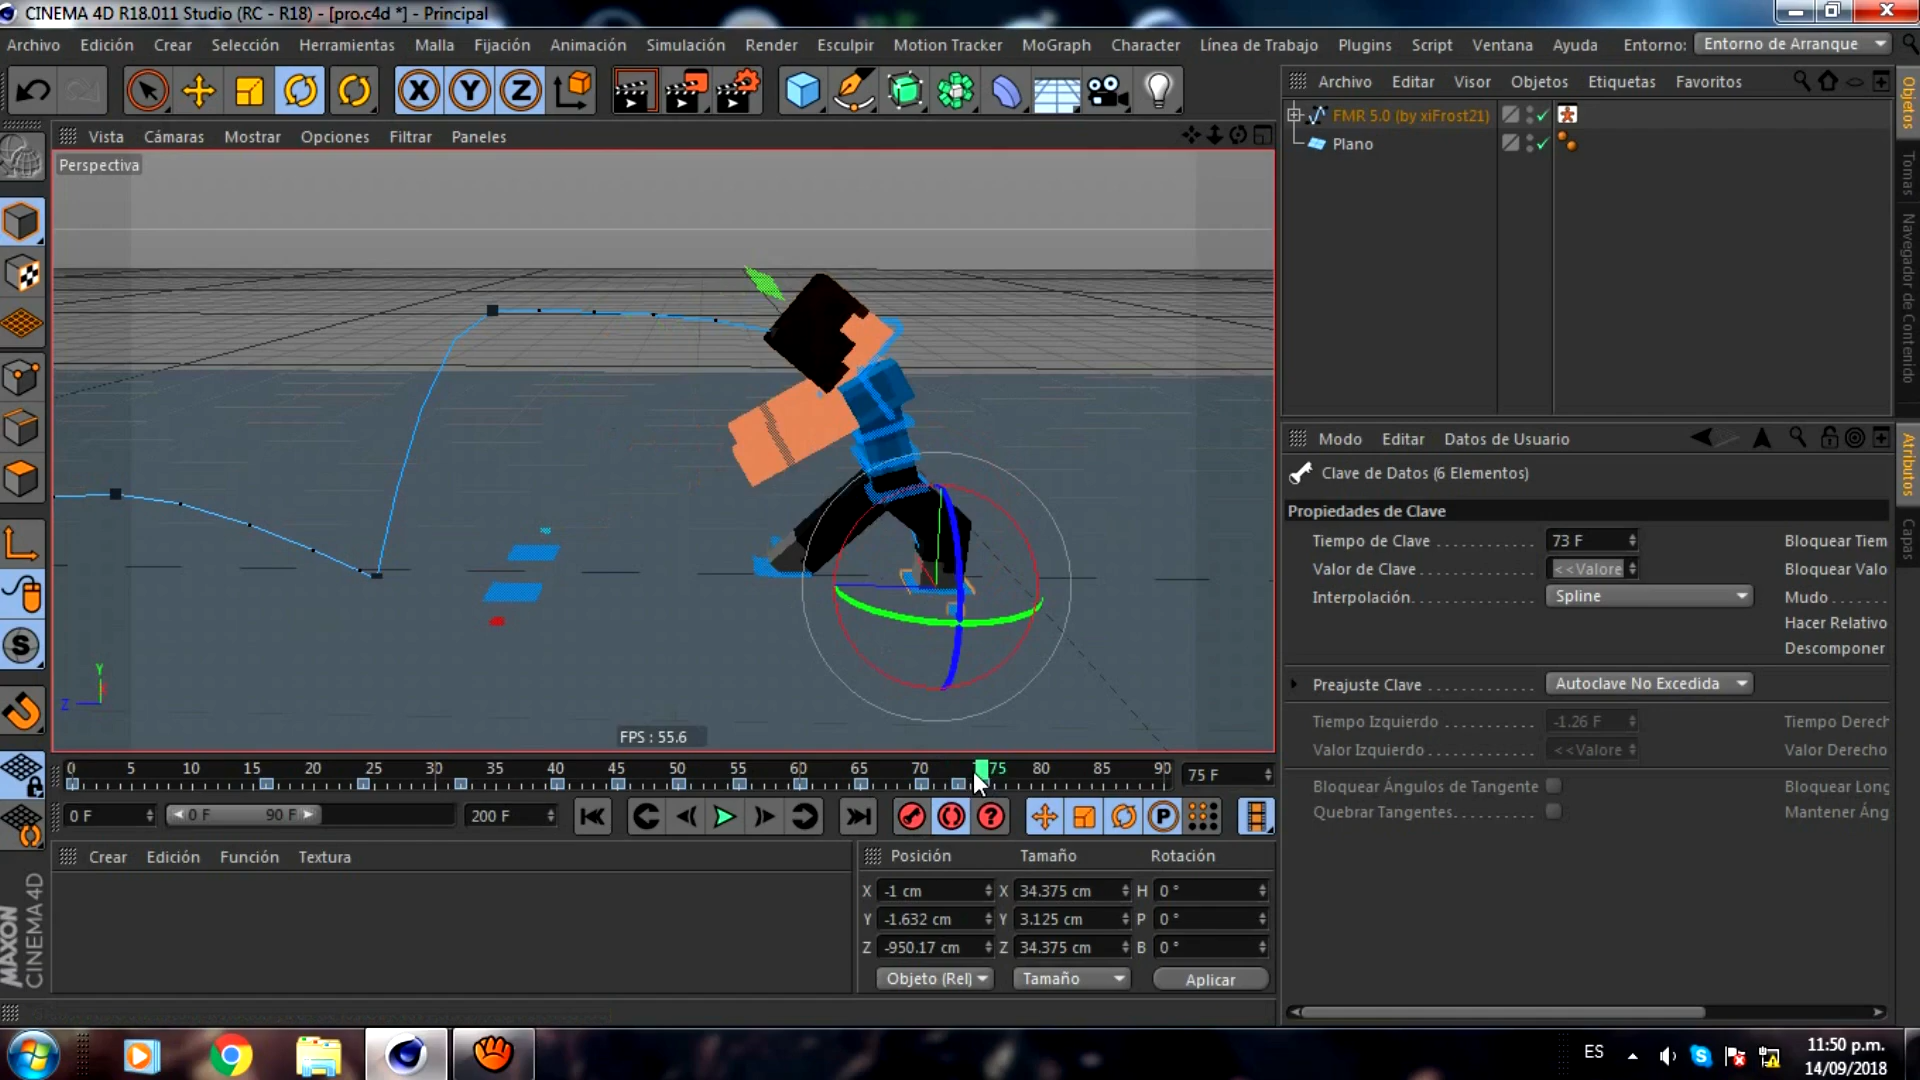 CINEMA 4D R18.011 Studio (RC - R18) - [pro.c4d *] - Principal
Archivo Edición Crear Selección Herramientas Malla Fijación Animación Simulación Render Esculpir Motion Tracker MoGraph Character Línea de Trabajo Plugins Script Ventana Ayuda Entorno: Entorno de Arranque
X Y Z
Archivo Editar Visor Objetos Etiquetas Favoritos
FMR 5.0 (by xiFrost21)
Plano
Objetos
Tomas
Navegador de Contenido
Vista Cámaras Mostrar Opciones Filtrar Paneles
Perspectiva
Y
Z
FPS : 55.6
Modo Editar Datos de Usuario
Clave de Datos (6 Elementos)
Propiedades de Clave
Tiempo de Clave 73 F Bloquear Tiem
Valor de Clave <<Valore Bloquear Valo
Interpolación Spline Mudo
Hacer Relativo
Descomponer
Preajuste Clave Autoclave No Excedida
Tiempo Izquierdo -1.26 F Tiempo Derech
Valor Izquierdo <<Valore Valor Derecho
Bloquear Ángulos de Tangente Bloquear Long
Quebrar Tangentes Mantener Áng
Atributos
Capas
0 5 10 15 20 25 30 35 40 45 50 55 60 65 70 75 80 85 90 75 F
0 F 0 F 90 F 200 F
P
Crear Edición Función Textura
Posición Tamaño Rotación
X -1 cm X 34.375 cm H 0 °
Y -1.632 cm Y 3.125 cm P 0 °
Z -950.17 cm Z 34.375 cm B 0 °
Objeto (Rel) Tamaño Aplicar
MAXON
CINEMA 4D
ES
11:50 p.m.
14/09/2018